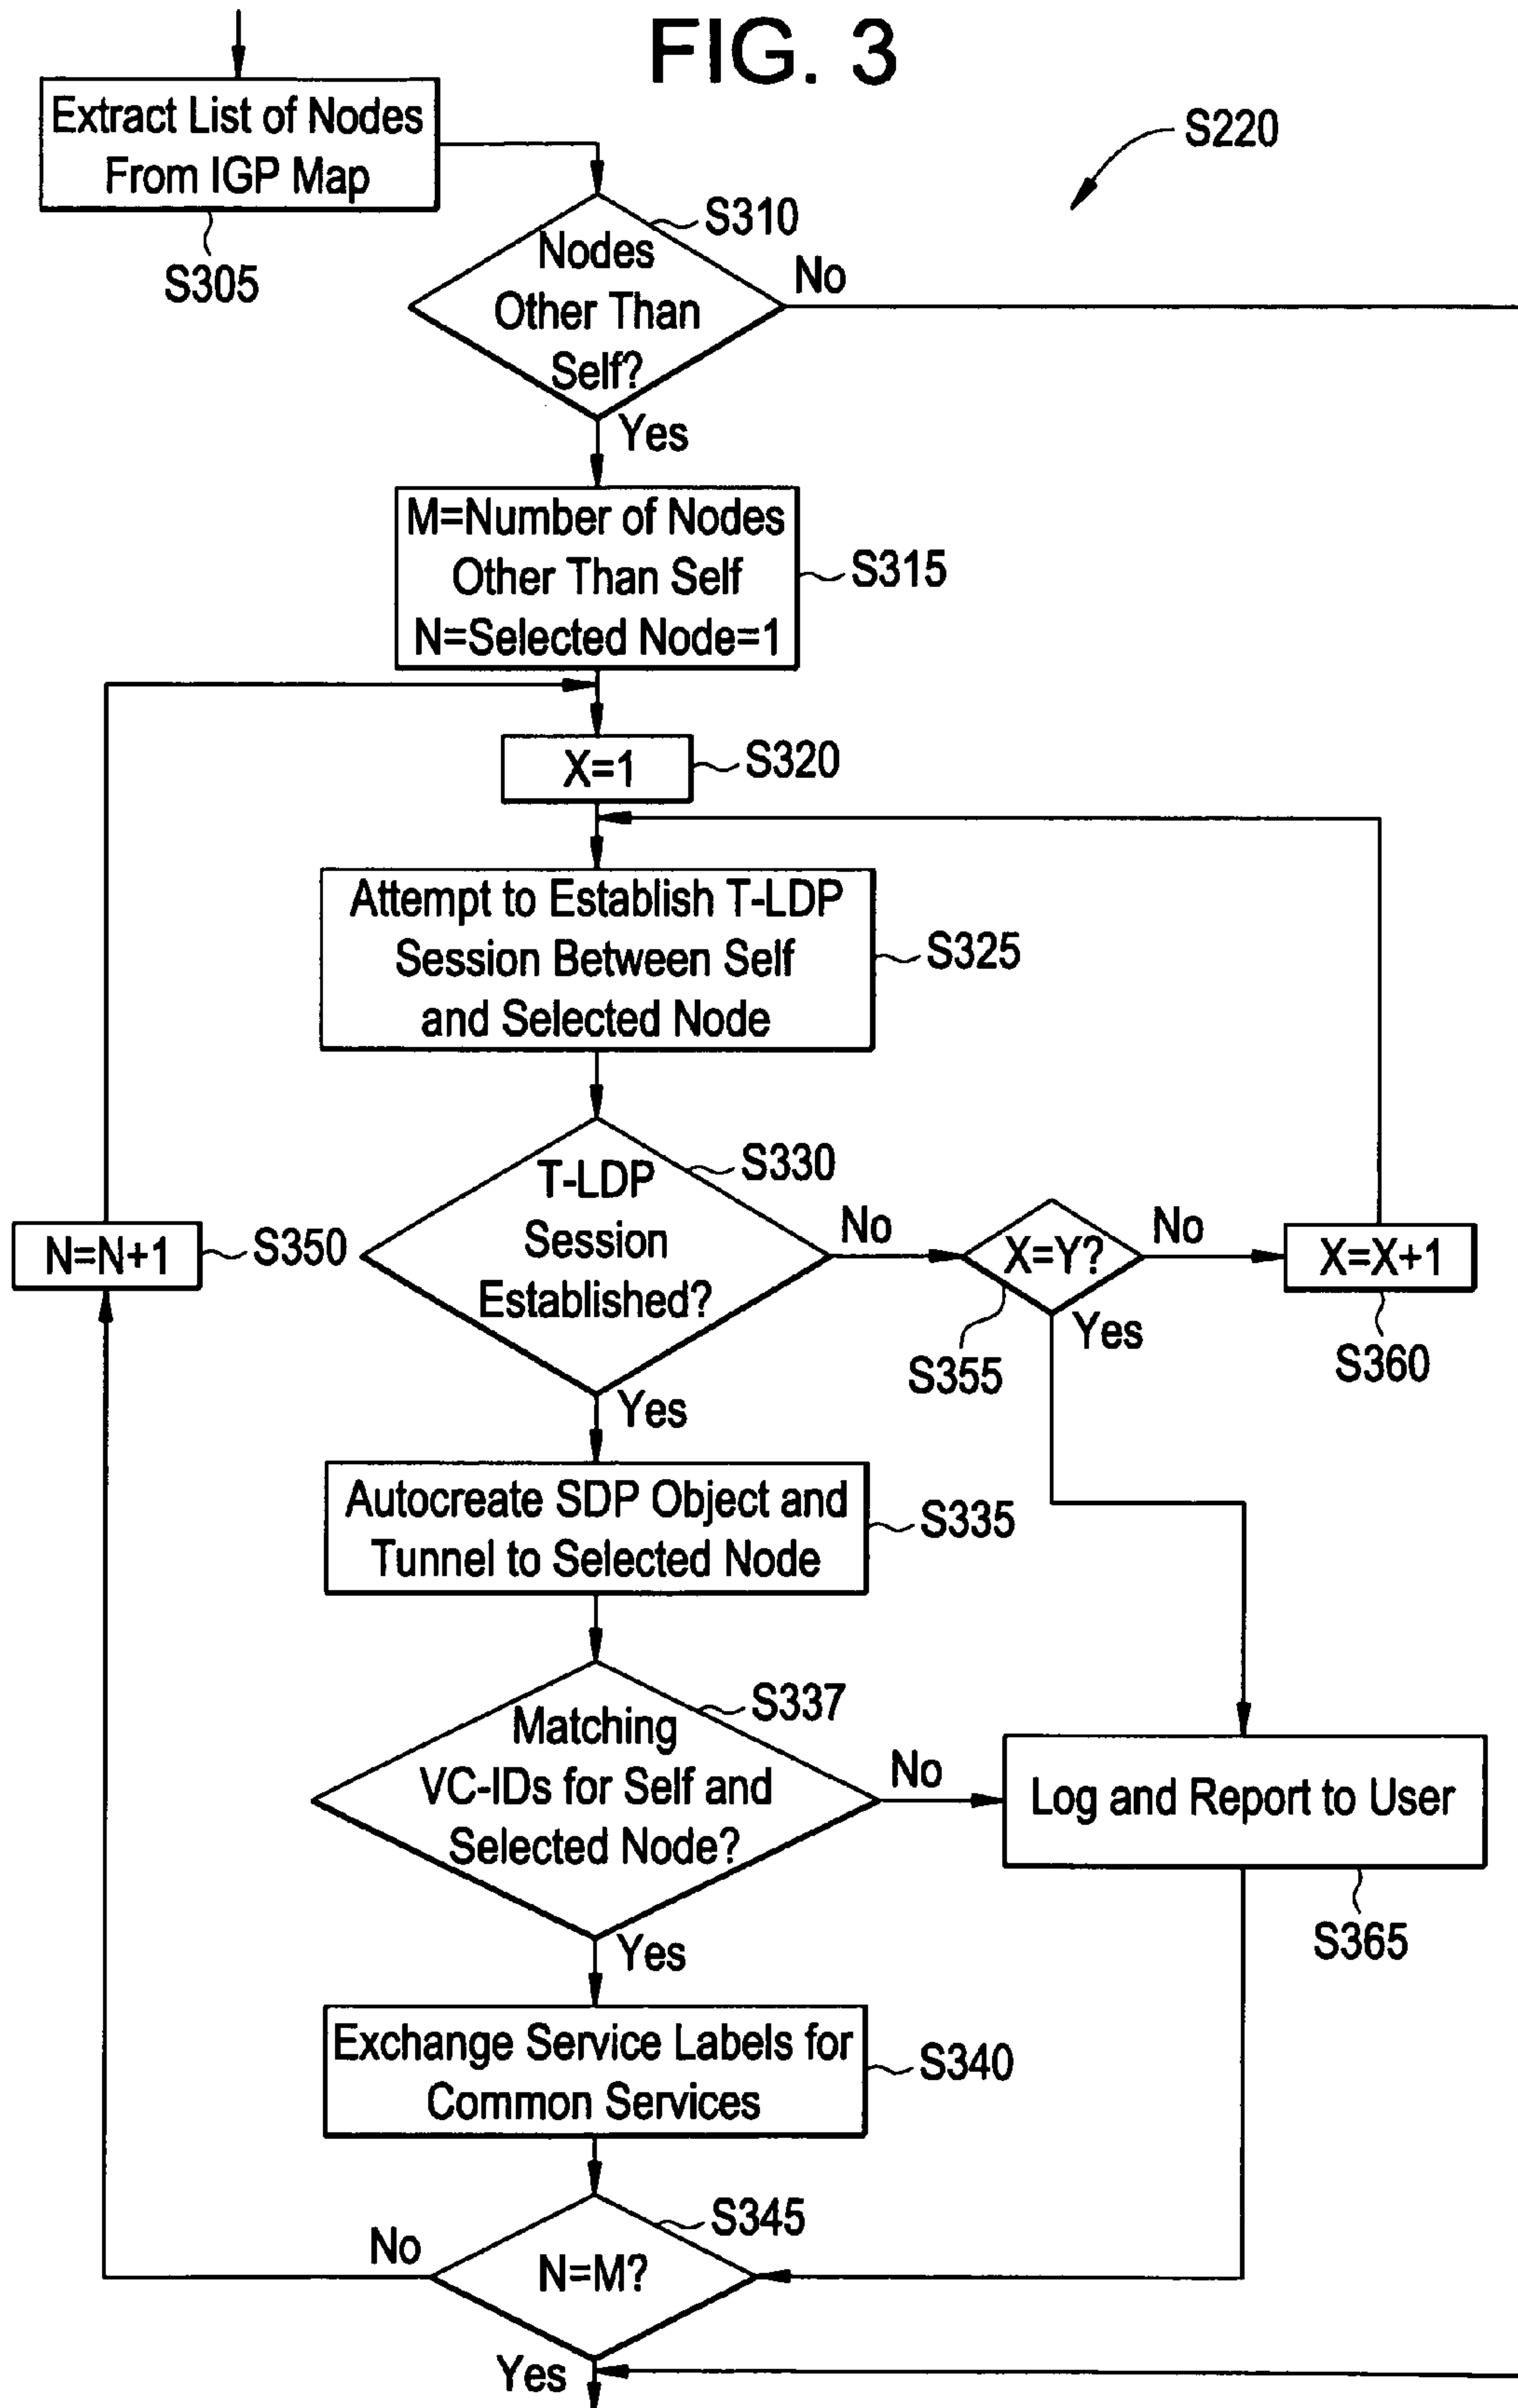 FIG. 3
Extract List of Nodes
From IGP Map
S305
S220
S310
Nodes
Other Than
Self?
No
Yes
M=Number of Nodes
Other Than Self
N=Selected Node=1
S315
X=1
S320
Attempt to Establish T-LDP
Session Between Self
and Selected Node
S325
T-LDP
Session
Established?
S330
No
X=Y?
No
X=X+1
S360
S355
Yes
N=N+1
S350
Yes
Autocreate SDP Object and
Tunnel to Selected Node
S335
Matching
VC-IDs for Self and
Selected Node?
S337
No
Log and Report to User
S365
Yes
Exchange Service Labels for
Common Services
S340
S345
No
N=M?
Yes